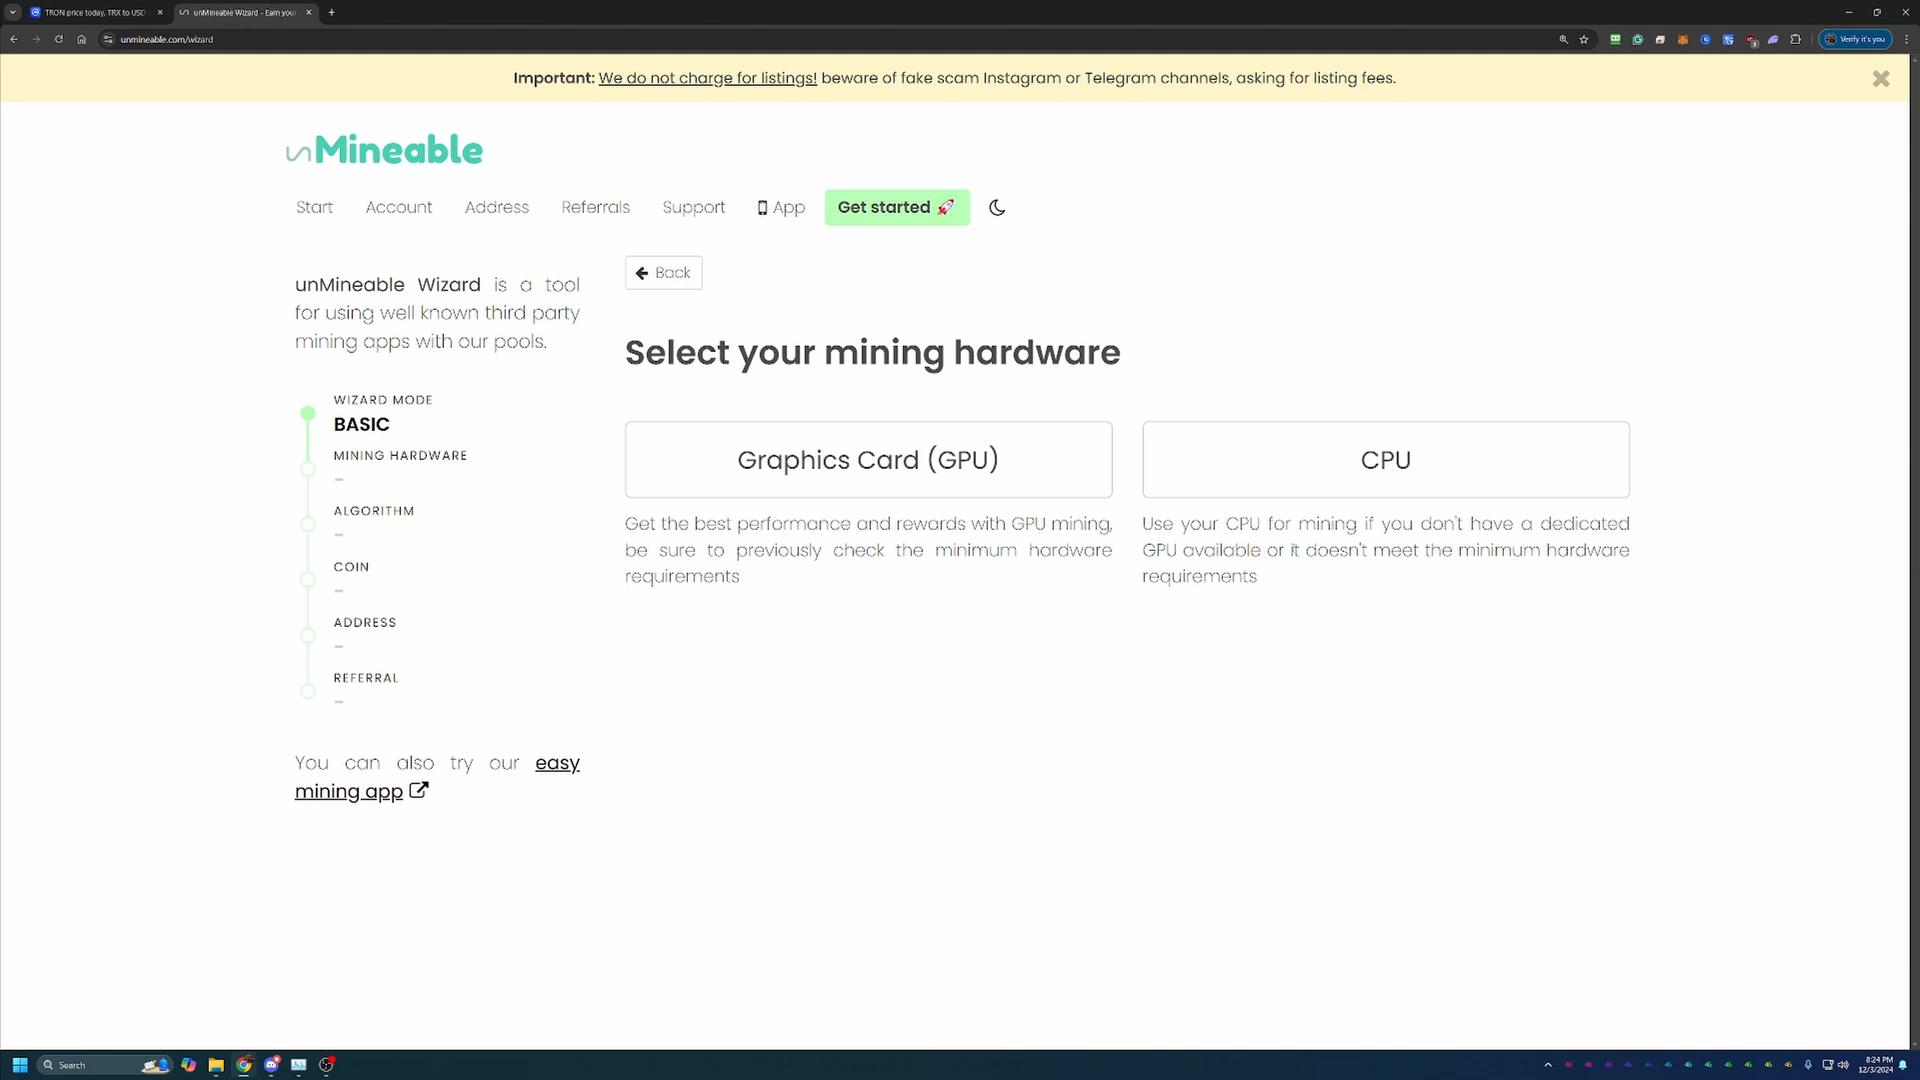 TRON price today, TRX to USD
unMineable Wizard - Earn you
unmineable.com/wizard
Verify it's you
Important: We do not charge for listings! beware of fake scam Instagram or Telegram channels, asking for listing fees.
unMineable
Start Account Address Referrals Support App Get started
Back
unMineable Wizard is a tool
for using well known third party
mining apps with our pools.
WIZARD MODE
BASIC
MINING HARDWARE
-
ALGORITHM
-
COIN
-
ADDRESS
-
REFERRAL
-
You can also try our easy
mining app
Select your mining hardware
Graphics Card (GPU)
Get the best performance and rewards with GPU mining,
be sure to previously check the minimum hardware
requirements
CPU
Use your CPU for mining if you don't have a dedicated
GPU available or it doesn't meet the minimum hardware
requirements
Search
8:24 PM
12/3/2024